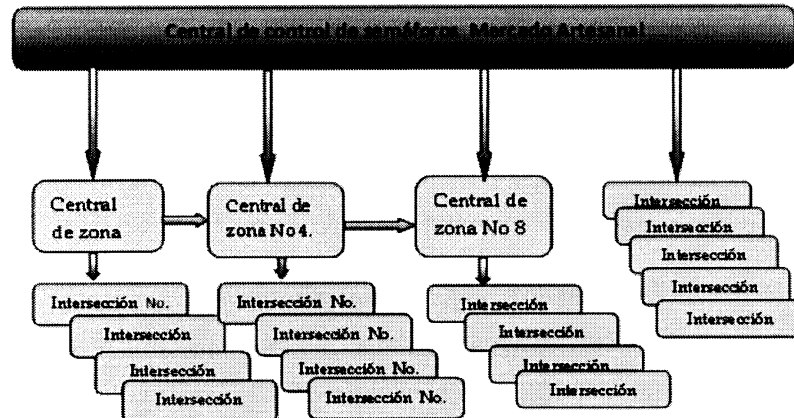 Central de control de semáforos. Mercado Artesanal
Central
de zona
Central de
zona No 4.
Central de
zona No 8
Intersección
Intersección
Intersección
Intersección
Intersección
Intersección No.
Intersección
Intersección
Intersección
Intersección No.
Intersección No.
Intersección No.
Intersección No.
Intersección
Intersección
Intersección
Intersección